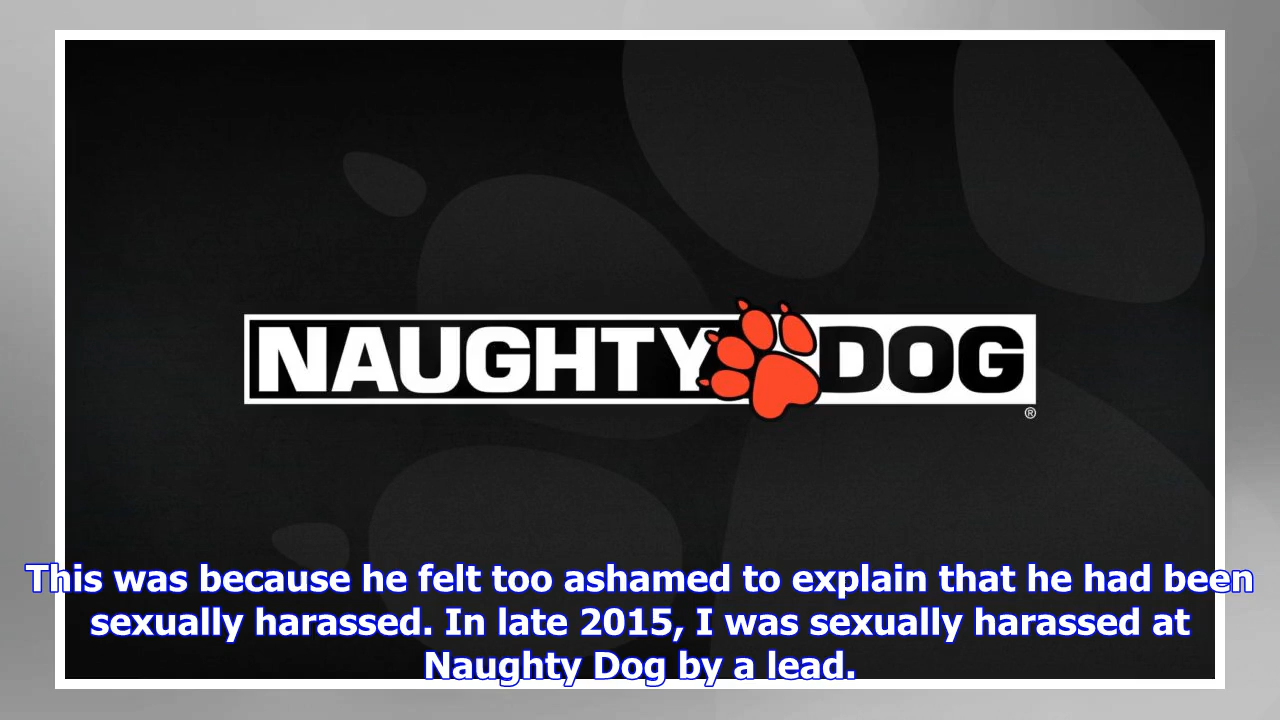 NAUGHTY DOG
®
This was because he felt too ashamed to explain that he had been
sexually harassed. In late 2015, I was sexually harassed at
Naughty Dog by a lead.